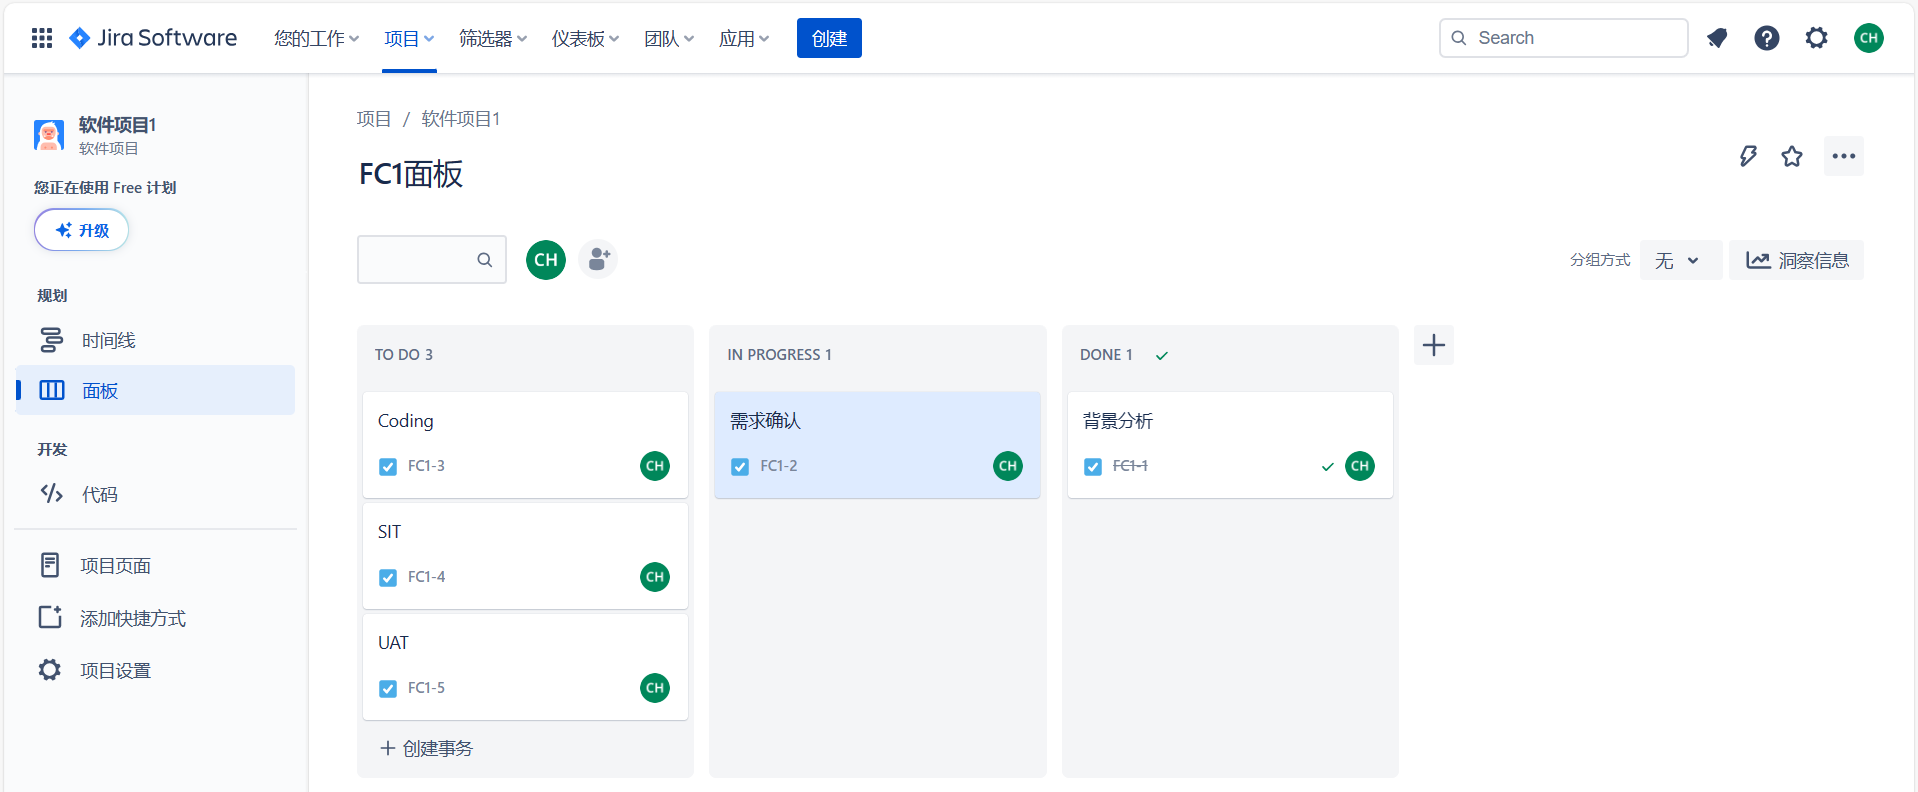 Jira Software 您的工作 项目 筛选器 仪表板 团队 应用 创建 Search CH
软件项目1
软件项目
您正在使用 Free 计划
升级
规划
时间线
面板
开发
代码
项目页面
添加快捷方式
项目设置
项目 / 软件项目1
FC1面板
CH
分组方式 无 洞察信息
TO DO 3
Coding
FC1-3 CH
SIT
FC1-4 CH
UAT
FC1-5 CH
创建事务
IN PROGRESS 1
需求确认
FC1-2 CH
DONE 1
背景分析
FC1-1 CH